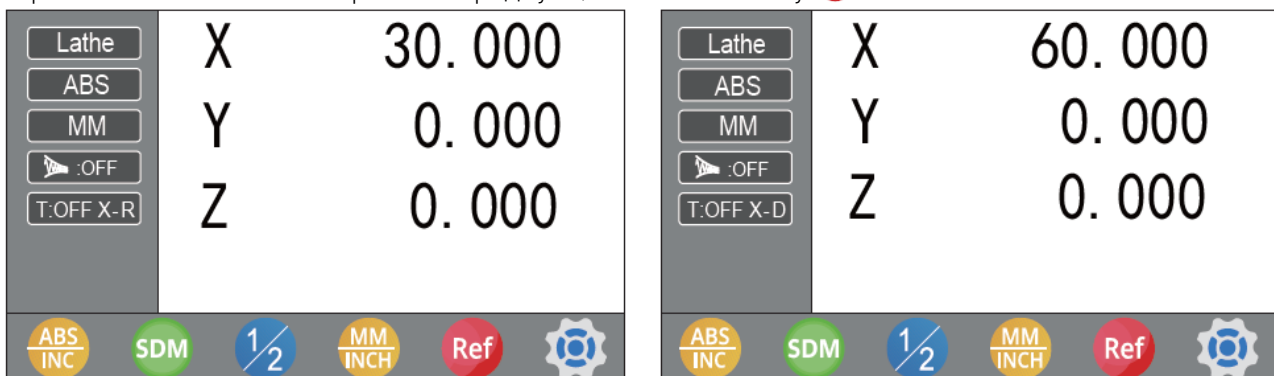 Lathe
ABS
MM
:OFF
T:OFF X-R
X 30.000
Y 0.000
Z 0.000
ABS
INC
SDM
1/2
MM
INCH
Ref
Lathe
ABS
MM
:OFF
T:OFF X-D
X 60.000
Y 0.000
Z 0.000
ABS
INC
SDM
1/2
MM
INCH
Ref